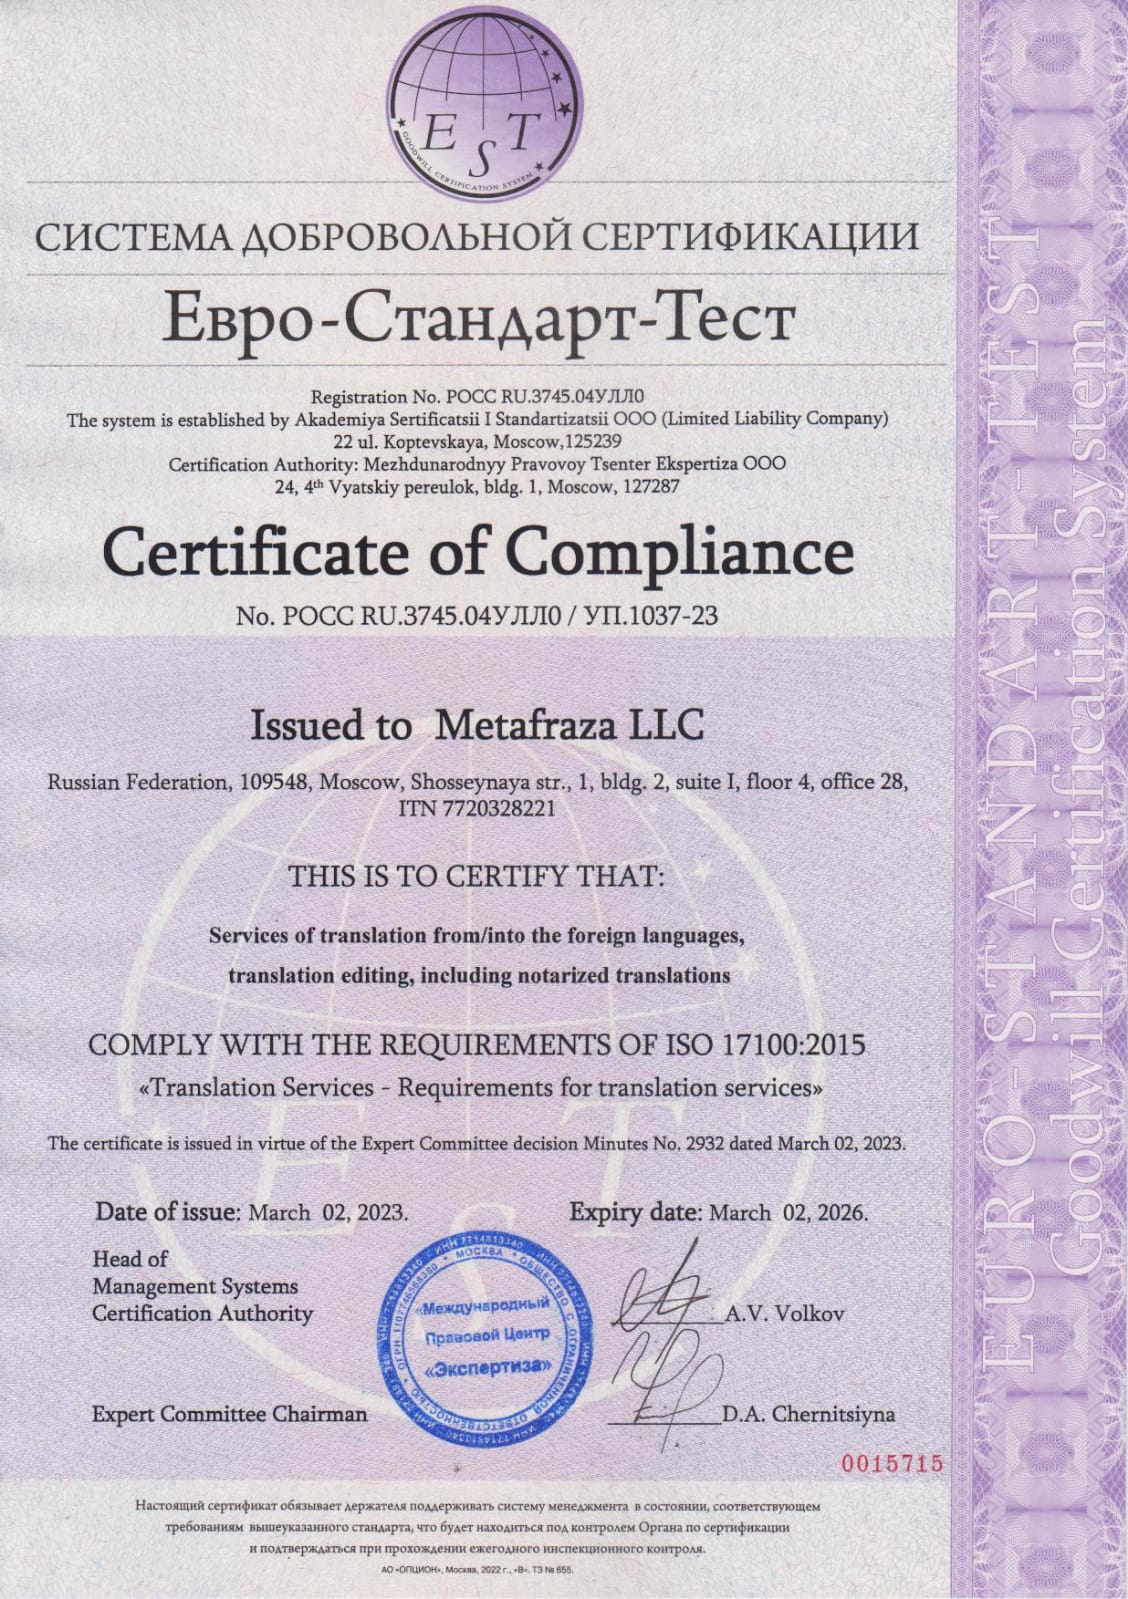 E S T
GOODWILL CERTIFICATION SYSTEM
СИСТЕМА ДОБРОВОЛЬНОЙ СЕРТИФИКАЦИИ
Евро-Стандарт-Тест
Registration No. РОСС RU.3745.04УЛЛ0
The system is established by Akademiya Sertificatsii I Standartizatsii OOO (Limited Liability Company)
22 ul. Koptevskaya, Moscow,125239
Certification Authority: Mezhdunarodnyy Pravovoy Tsenter Ekspertiza OOO
24, 4th Vyatskiy pereulok, bldg. 1, Moscow, 127287
Certificate of Compliance
No. РОСС RU.3745.04УЛЛ0 / УП.1037-23
Issued to Metafraza LLC
Russian Federation, 109548, Moscow, Shosseynaya str., 1, bldg. 2, suite I, floor 4, office 28,
ITN 7720328221
THIS IS TO CERTIFY THAT:
Services of translation from/into the foreign languages,
translation editing, including notarized translations
COMPLY WITH THE REQUIREMENTS OF ISO 17100:2015
«Translation Services - Requirements for translation services»
The certificate is issued in virtue of the Expert Committee decision Minutes No. 2932 dated March 02, 2023.
Date of issue: March 02, 2023.
Expiry date: March 02, 2026.
Head of
Management Systems
Certification Authority
A.V. Volkov
ИНН 7714813340
МОСКВА * ОБЩЕСТВО С ОГРАНИЧЕННОЙ ОТВЕТСТВЕННОСТЬЮ
«Международный
Правовой Центр
«Экспертиза»
Expert Committee Chairman
D.A. Chernitsiyna
0015715
Настоящий сертификат обязывает держателя поддерживать систему менеджмента в состоянии, соответствующем
требованиям вышеуказанного стандарта, что будет находиться под контролем Органа по сертификации
и подтверждаться при прохождении ежегодного инспекционного контроля.
АО «ОПЦИОН», Москва, 2022 г., «В». ТЗ № 655.
EURO-STANDART-TEST
Goodwill Certification System